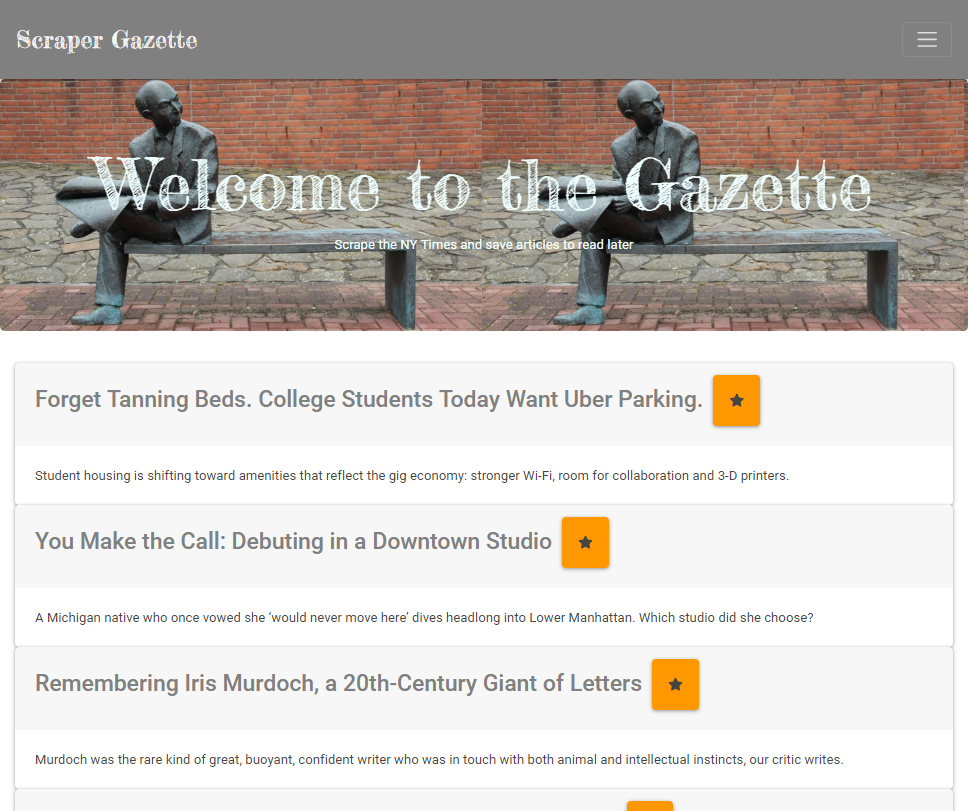 Scraper Gazette
Welcome to the Gazette
Scrape the NY Times and save articles to read later
Forget Tanning Beds. College Students Today Want Uber Parking.
Student housing is shifting toward amenities that reflect the gig economy: stronger Wi-Fi, room for collaboration and 3-D printers.
You Make the Call: Debuting in a Downtown Studio
A Michigan native who once vowed she ‘would never move here’ dives headlong into Lower Manhattan. Which studio did she choose?
Remembering Iris Murdoch, a 20th-Century Giant of Letters
Murdoch was the rare kind of great, buoyant, confident writer who was in touch with both animal and intellectual instincts, our critic writes.